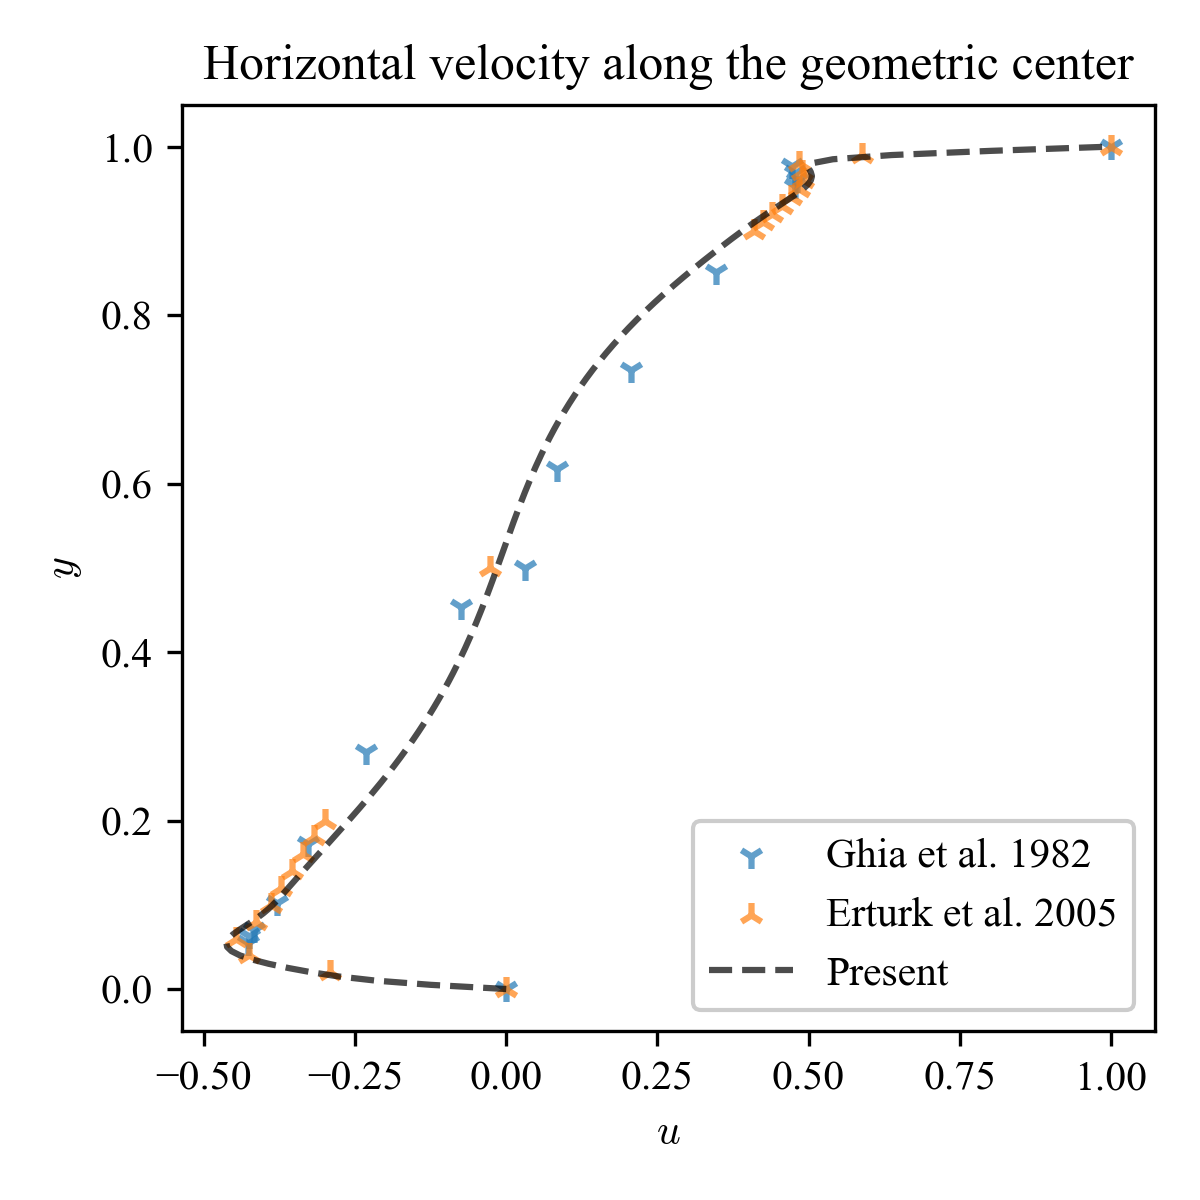 Horizontal velocity along the geometric center
1.0
0.8
0.6
0.4
0.2
0.0
y
−0.50 −0.25 0.00 0.25 0.50 0.75 1.00
u
Ghia et al. 1982
Erturk et al. 2005
Present